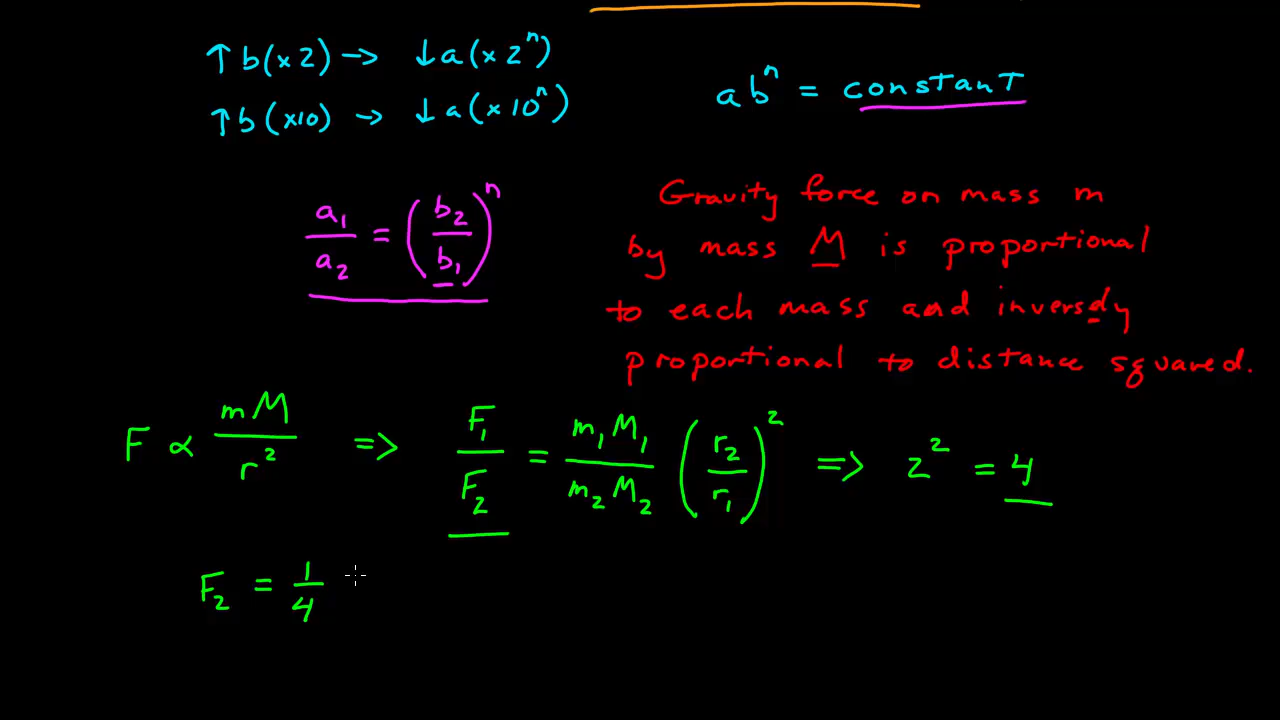 ↑b(×2) → ↓a(×2ⁿ)
↑b(×10) → ↓a(×10ⁿ)
abⁿ = constant
a₁/a₂ = (b₂/b₁)ⁿ
Gravity force on mass m
by mass M is proportional
to each mass and inversely
proportional to distance squared.
F ∝ mM/r² => F₁/F₂ = m₁M₁/m₂M₂ (r₂/r₁)² => 2² = 4
F₂ = 1/4